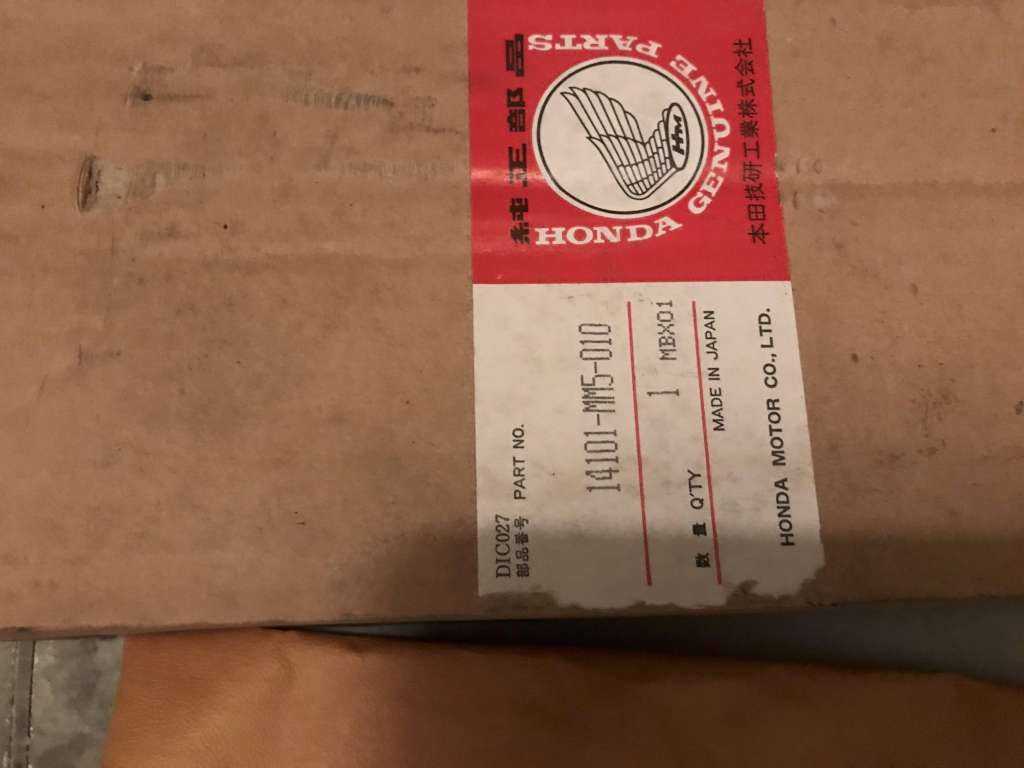 純正部品
HONDA GENUINE PARTS
HM
本田技研工業株式会社
DIC027
部品番号 PART NO.
14101-MM5-010
数量 Q'TY 1 MBX01
MADE IN JAPAN
HONDA MOTOR CO., LTD.